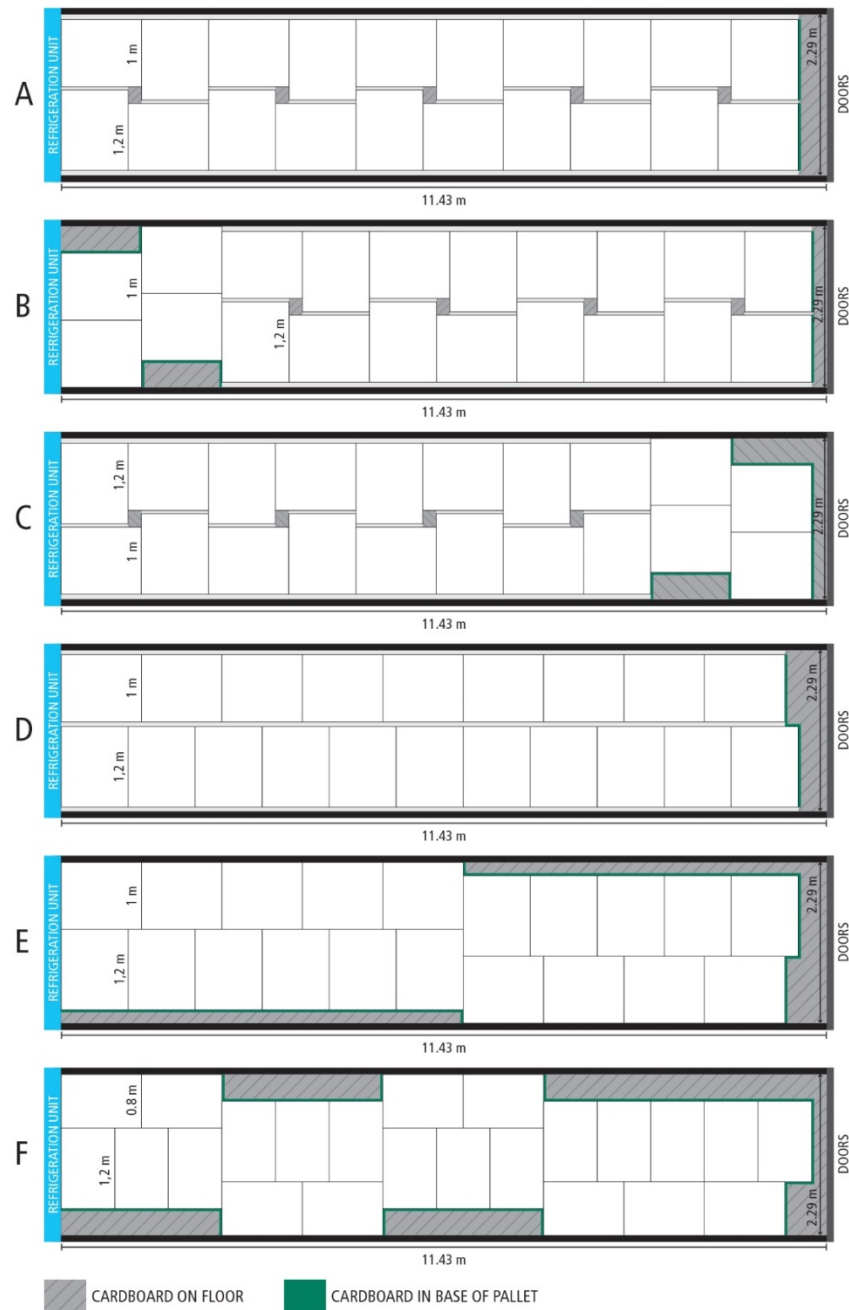 A
REFRIGERATION UNIT
1 m
1,2 m
2.29 m
DOORS
11.43 m
B
REFRIGERATION UNIT
1 m
1,2 m
2.29 m
DOORS
11.43 m
C
REFRIGERATION UNIT
1,2 m
1 m
2.29 m
DOORS
11.43 m
D
REFRIGERATION UNIT
1 m
1,2 m
2.29 m
DOORS
11.43 m
E
REFRIGERATION UNIT
1 m
1,2 m
2.29 m
DOORS
11.43 m
F
REFRIGERATION UNIT
0.8 m
1,2 m
2.29 m
DOORS
11.43 m
CARDBOARD ON FLOOR
CARDBOARD IN BASE OF PALLET